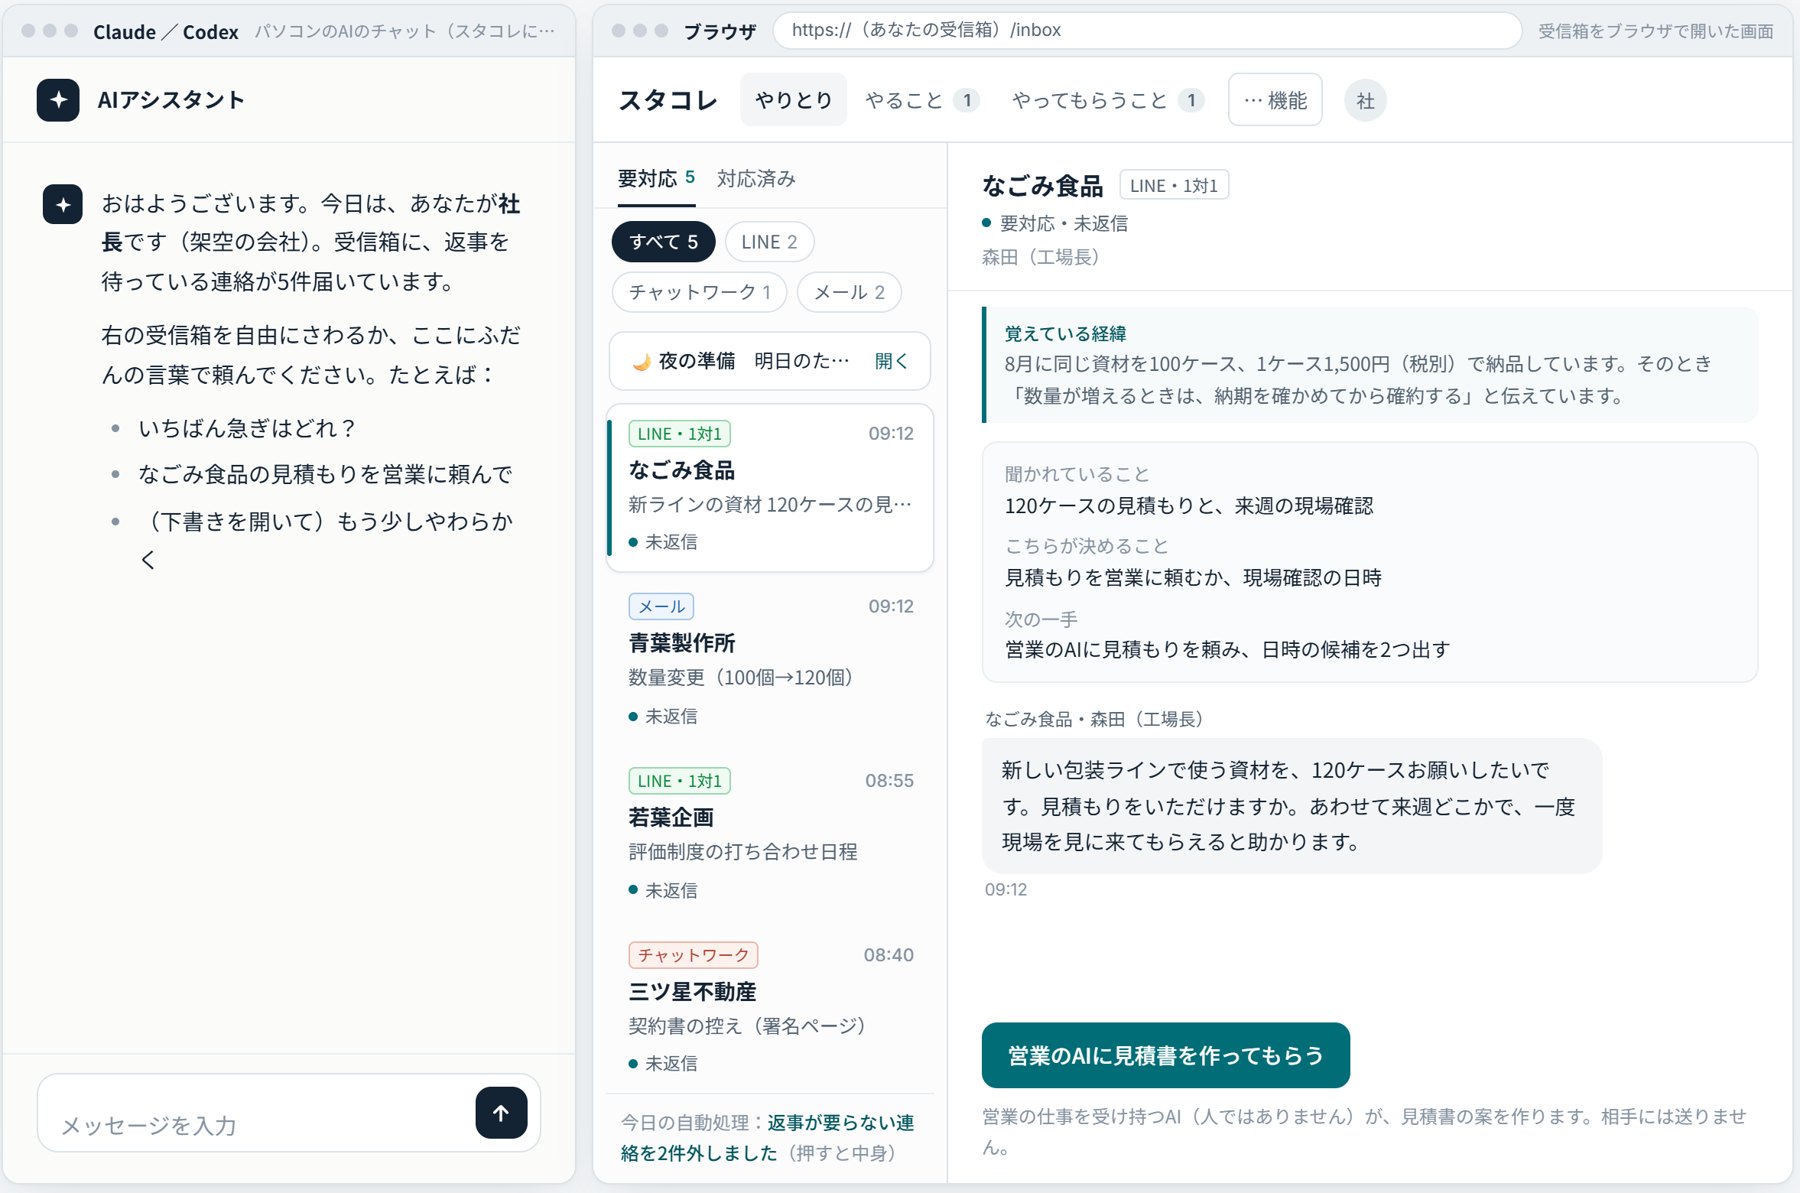 Claude ／ Codex パソコンのAIのチャット（スタコレに…
AIアシスタント
おはようございます。今日は、あなたが社
長です（架空の会社）。受信箱に、返事を
待っている連絡が5件届いています。
右の受信箱を自由にさわるか、ここにふだ
んの言葉で頼んでください。たとえば：
いちばん急ぎはどれ？
なごみ食品の見積もりを営業に頼んで
（下書きを開いて）もう少しやわらか
く
メッセージを入力
ブラウザ https://（あなたの受信箱）/inbox 受信箱をブラウザで開いた画面
スタコレ やりとり やること 1 やってもらうこと 1 … 機能 社
要対応 5 対応済み
すべて 5 LINE 2
チャットワーク 1 メール 2
🌙 夜の準備 明日のた… 開く
LINE・1対1 09:12
なごみ食品
新ラインの資材 120ケースの見…
未返信
メール 09:12
青葉製作所
数量変更（100個→120個）
未返信
LINE・1対1 08:55
若葉企画
評価制度の打ち合わせ日程
未返信
チャットワーク 08:40
三ツ星不動産
契約書の控え（署名ページ）
未返信
今日の自動処理：返事が要らない連
絡を2件外しました（押すと中身）
なごみ食品 LINE・1対1
要対応・未返信
森田（工場長）
覚えている経緯
8月に同じ資材を100ケース、1ケース1,500円（税別）で納品しています。そのとき
「数量が増えるときは、納期を確かめてから確約する」と伝えています。
聞かれていること
120ケースの見積もりと、来週の現場確認
こちらが決めること
見積もりを営業に頼むか、現場確認の日時
次の一手
営業のAIに見積もりを頼み、日時の候補を2つ出す
なごみ食品・森田（工場長）
新しい包装ラインで使う資材を、120ケースお願いしたいで
す。見積もりをいただけますか。あわせて来週どこかで、一度
現場を見に来てもらえると助かります。
09:12
営業のAIに見積書を作ってもらう
営業の仕事を受け持つAI（人ではありません）が、見積書の案を作ります。相手には送りませ
ん。